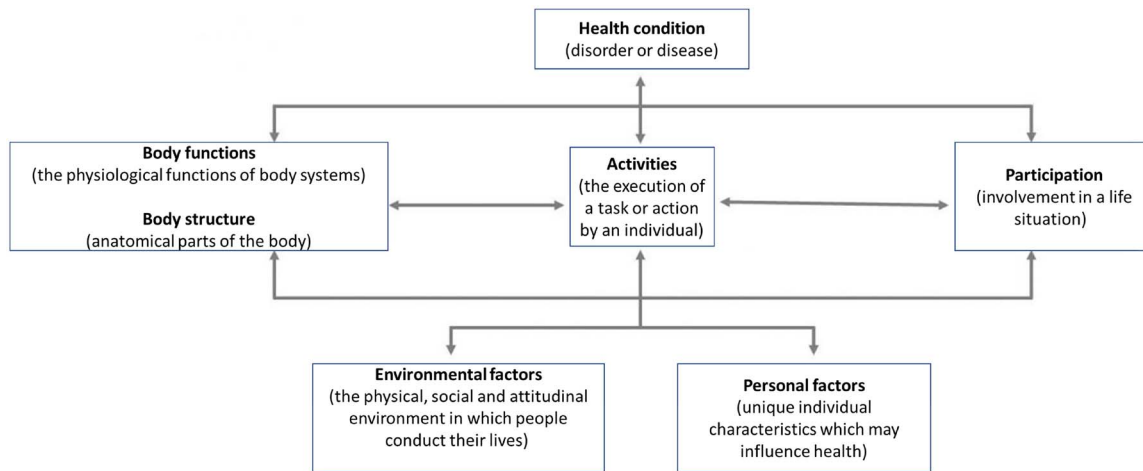 Health condition
(disorder or disease)
Body functions
(the physiological functions of body systems)
Body structure
(anatomical parts of the body)
Activities
(the execution of
a task or action
by an individual)
Participation
(involvement in a life
situation)
Environmental factors
(the physical, social and attitudinal
environment in which people
conduct their lives)
Personal factors
(unique individual
characteristics which may
influence health)